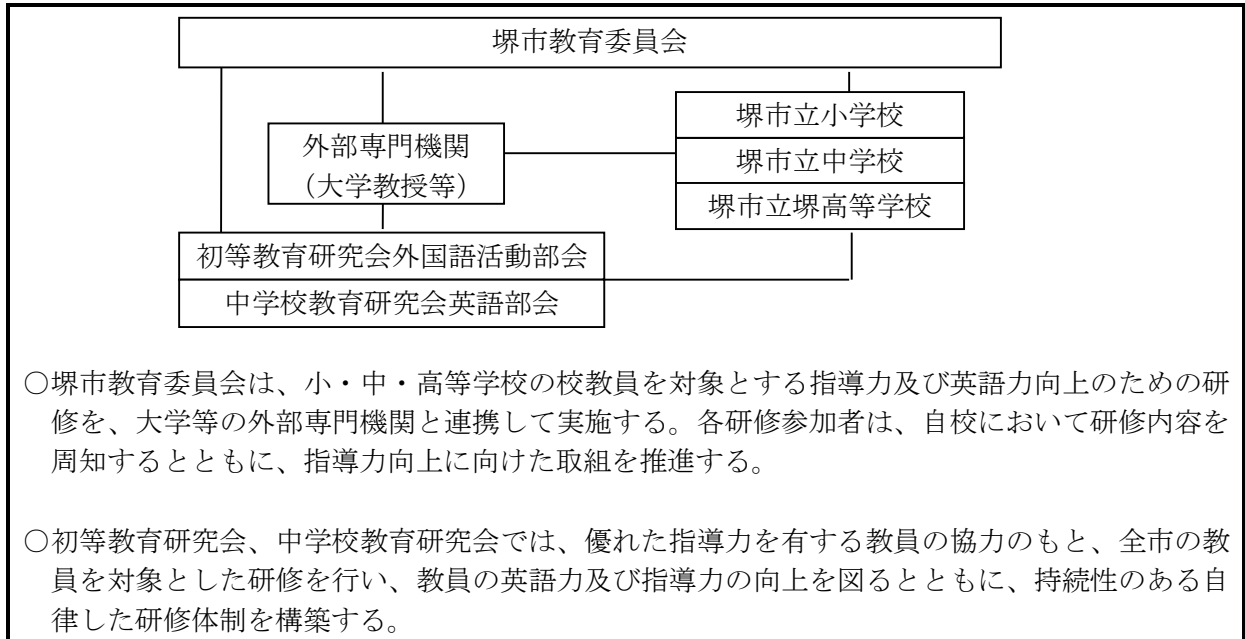 堺市教育委員会
外部専門機関
（大学教授等）
堺市立小学校
堺市立中学校
堺市立堺高等学校
初等教育研究会外国語活動部会
中学校教育研究会英語部会
○堺市教育委員会は、小・中・高等学校の校教員を対象とする指導力及び英語力向上のための研
修を、大学等の外部専門機関と連携して実施する。各研修参加者は、自校において研修内容を
周知するとともに、指導力向上に向けた取組を推進する。
○初等教育研究会、中学校教育研究会では、優れた指導力を有する教員の協力のもと、全市の教
員を対象とした研修を行い、教員の英語力及び指導力の向上を図るとともに、持続性のある自
律した研修体制を構築する。